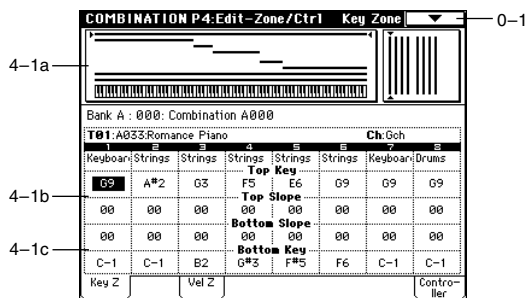 COMBINATION P4:Edit-Zone/Ctrl Key Zone
0-1
4-1a
Bank A : 000: Combination A000
T01:A033:Romance Piano Ch:Gch
1 2 3 4 5 6 7 8
Keyboar Strings Strings Strings Strings Strings Keyboar Drums
Top Key
G9 A#2 G3 F5 E6 G9 G9 G9
4-1b
Top Slope
00 00 00 00 00 00 00 00
Bottom Slope
00 00 00 00 00 00 00 00
4-1c
Bottom Key
C-1 C-1 B2 G#3 F#5 F6 C-1 C-1
Key Z Vel Z Contro-
ller